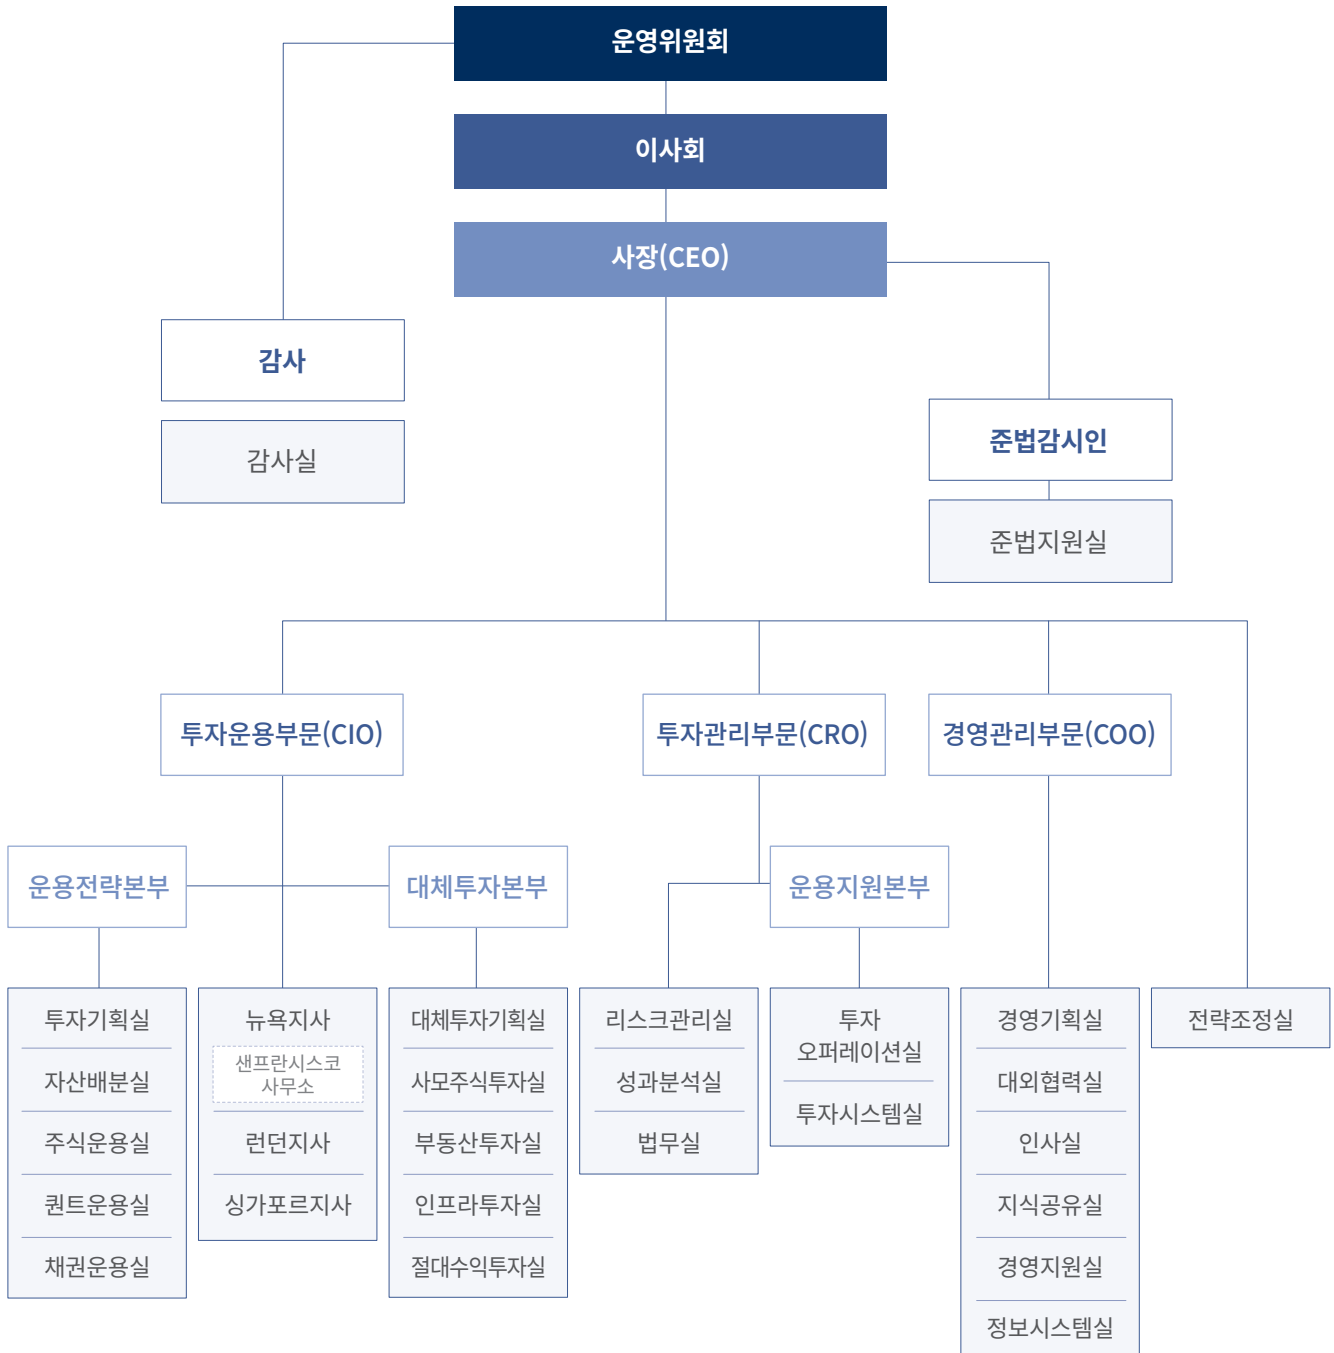 운영위원회
이사회
사장(CEO)
감사
감사실
준법감시인
준법지원실
투자운용부문(CIO)
투자관리부문(CRO)
경영관리부문(COO)
운용전략본부
대체투자본부
운용지원본부
투자기획실
자산배분실
주식운용실
퀀트운용실
채권운용실
뉴욕지사
샌프란시스코
사무소
런던지사
싱가포르지사
대체투자기획실
사모주식투자실
부동산투자실
인프라투자실
절대수익투자실
리스크관리실
성과분석실
법무실
투자
오퍼레이션실
투자시스템실
경영기획실
대외협력실
인사실
지식공유실
경영지원실
정보시스템실
전략조정실